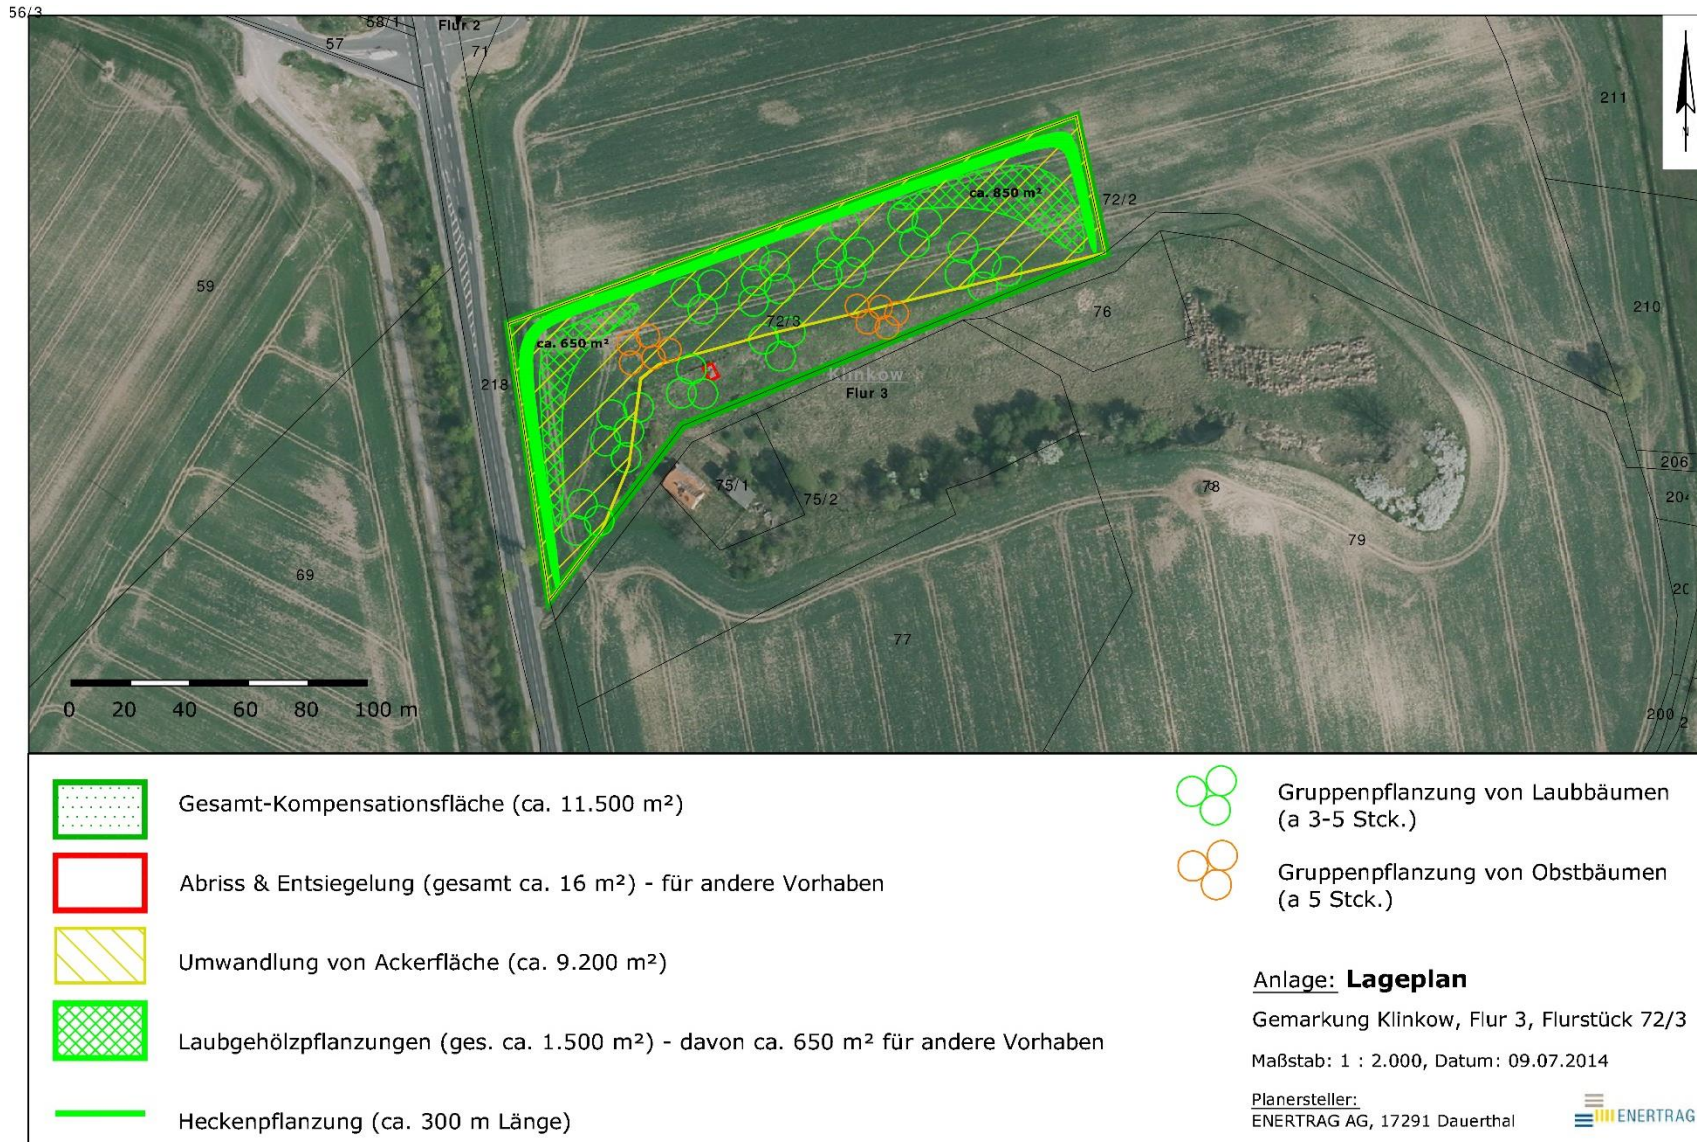 56/3
58/1
Flur 2
57
71
211
ca. 850 m²
72/2
N
59
210
76
72/3
ca. 650 m²
Klinkow
218
Flur 3
206
75/1
75/2
78
204
79
69
20
77
200
2
0 20 40 60 80 100 m
Gesamt-Kompensationsfläche (ca. 11.500 m²)
Abriss & Entsiegelung (gesamt ca. 16 m²) - für andere Vorhaben
Umwandlung von Ackerfläche (ca. 9.200 m²)
Laubgehölzpflanzungen (ges. ca. 1.500 m²) - davon ca. 650 m² für andere Vorhaben
Heckenpflanzung (ca. 300 m Länge)
Gruppenpflanzung von Laubbäumen
(a 3-5 Stck.)
Gruppenpflanzung von Obstbäumen
(a 5 Stck.)
Anlage: Lageplan
Gemarkung Klinkow, Flur 3, Flurstück 72/3
Maßstab: 1 : 2.000, Datum: 09.07.2014
Planersteller:
ENERTRAG AG, 17291 Dauerthal
ENERTRAG